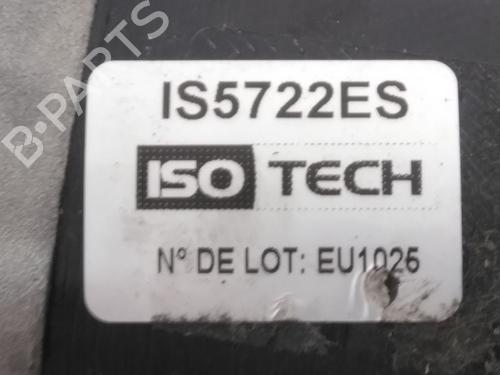 B-PARTS
IS5722ES
ISO TECH
N° DE LOT: EU1025